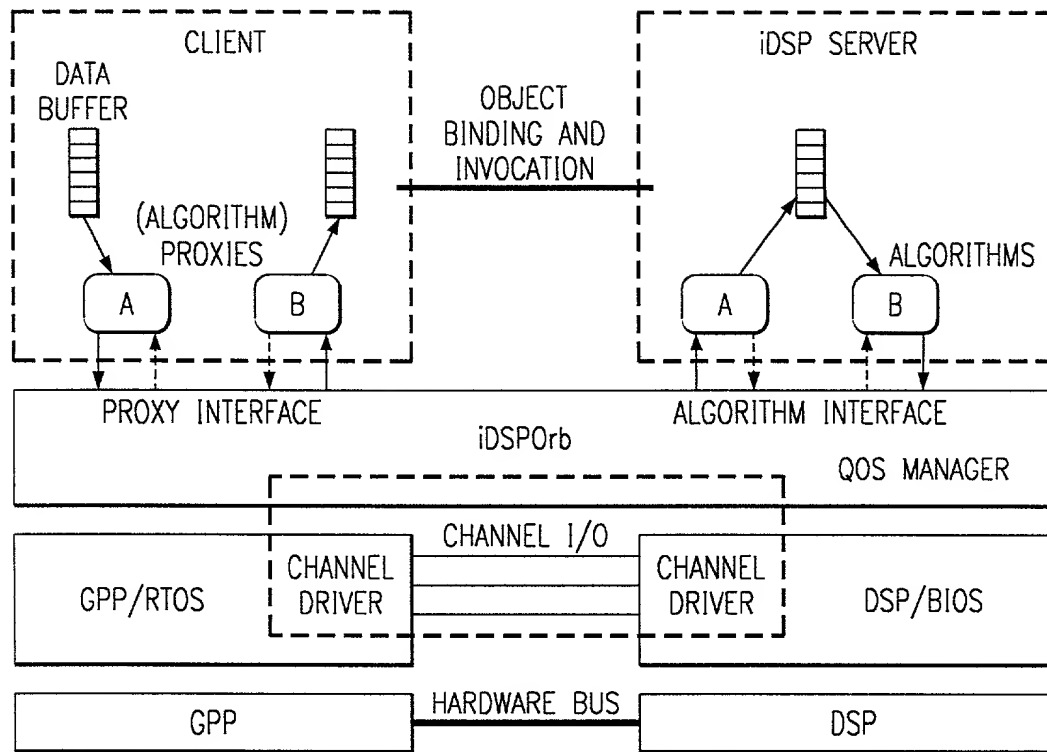 CLIENT
iDSP SERVER
DATA
BUFFER
OBJECT
BINDING AND
INVOCATION
(ALGORITHM)
PROXIES
ALGORITHMS
A
B
A
B
PROXY INTERFACE
ALGORITHM INTERFACE
iDSPOrb
QOS MANAGER
CHANNEL I/O
GPP/RTOS
CHANNEL
DRIVER
CHANNEL
DRIVER
DSP/BIOS
HARDWARE BUS
GPP
DSP